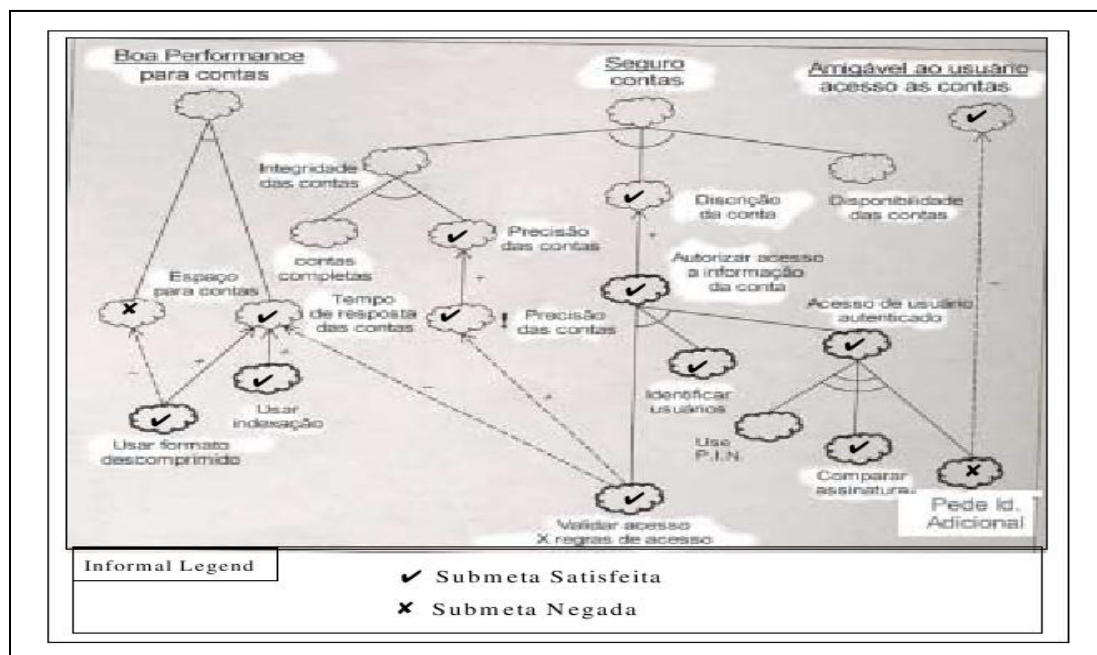 Boa Performance
para contas
Seguro
contas
Amigável ao usuário
acesso as contas
Integridade
das contas
Discrição
da conta
Disponibilidade
das contas
contas
completas
Precisão
das contas
Autorizar acesso
a informação
da conta
Espaço
para contas
Tempo
de resposta
das contas
! Precisão
das contas
Acesso de usuário
autenticado
Identificar
usuários
Usar
indexação
Usar formato
descomprimido
Use
P.I.N.
Comparar
assinatura
Pede Id.
Adicional
Validar acesso
X regras de acesso
Informal Legend
✔ Submeta Satisfeita
✘ Submeta Negada